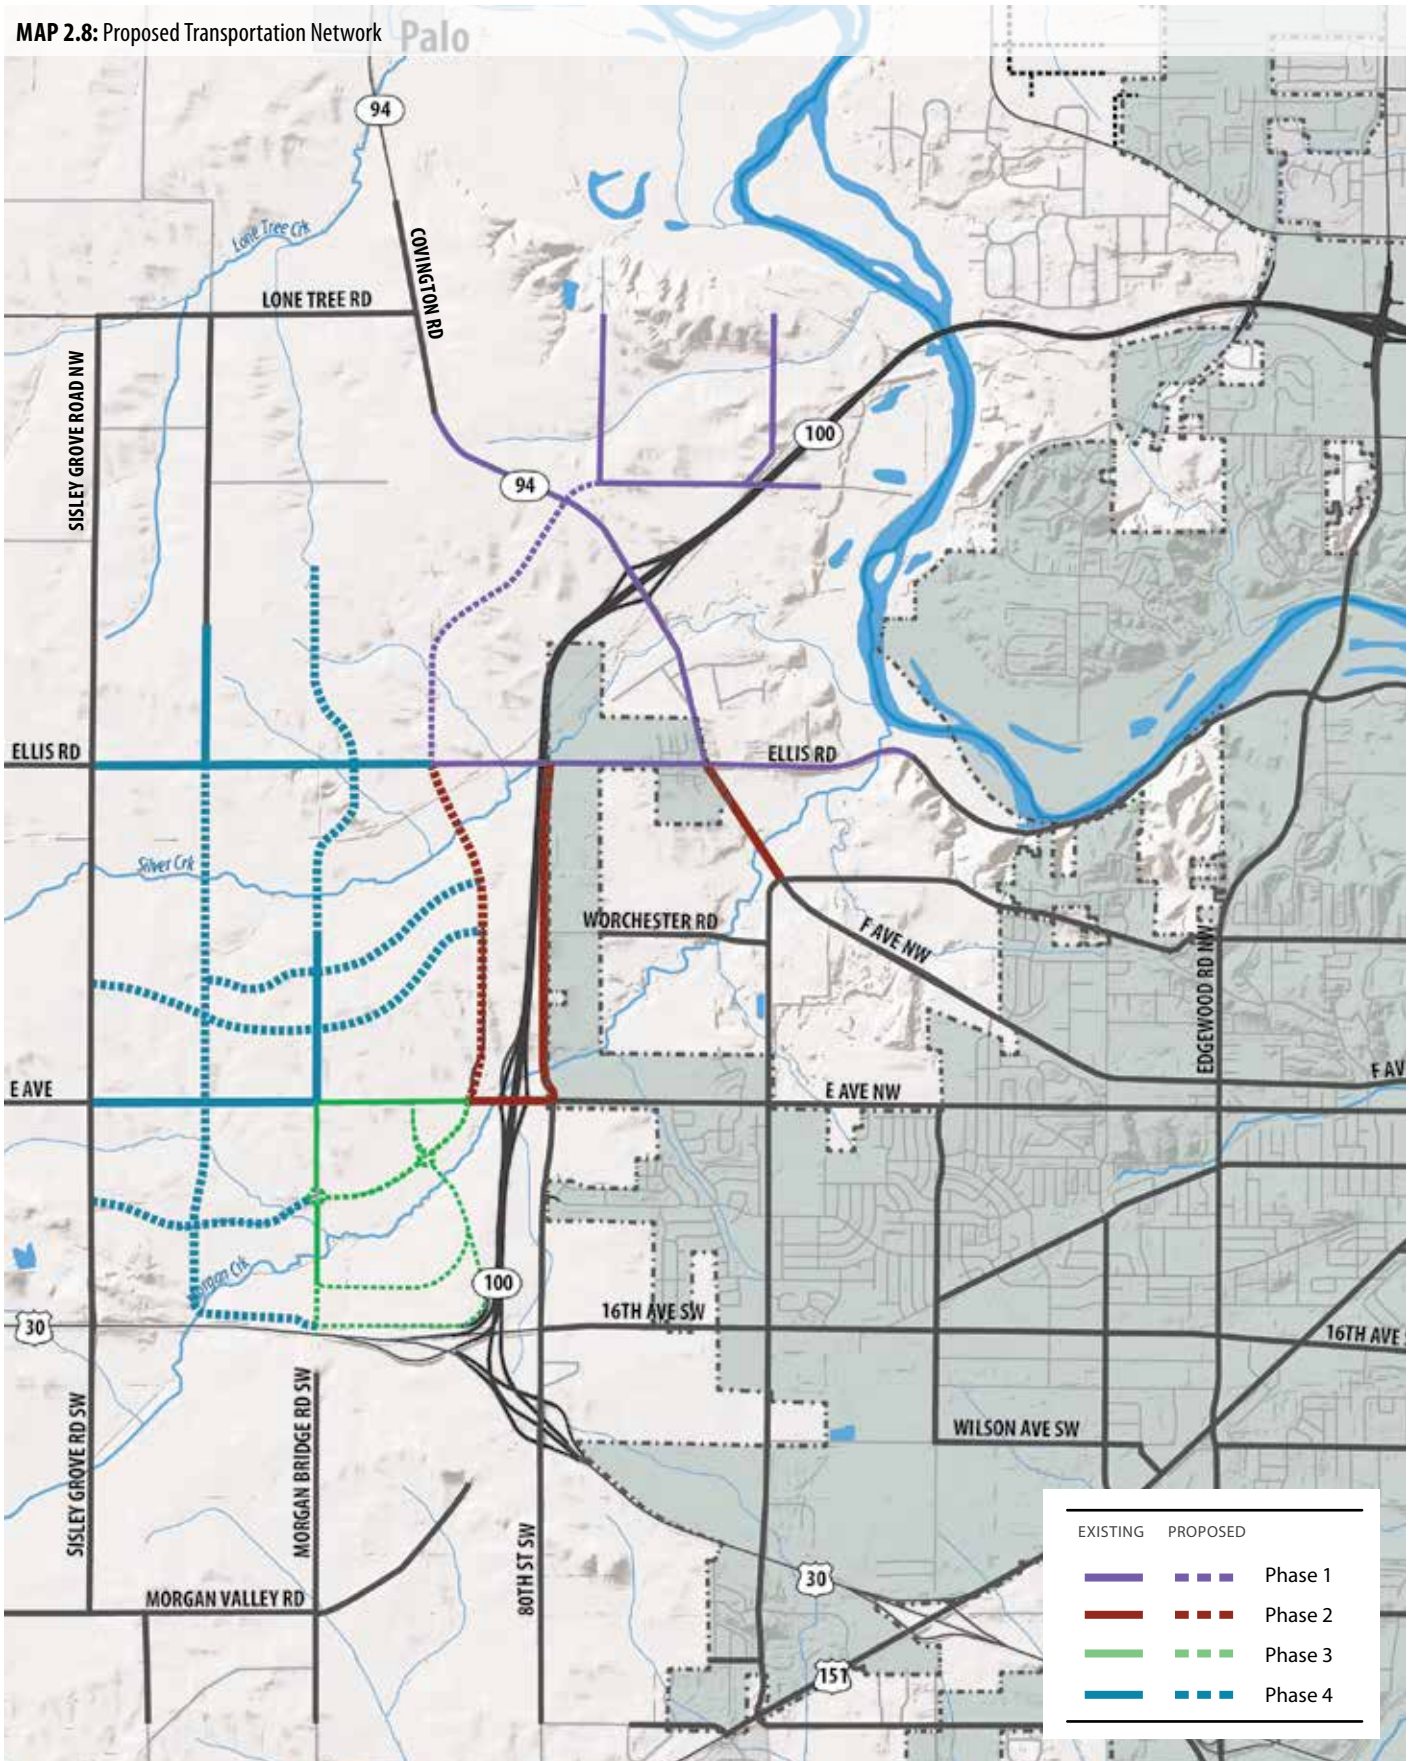 MAP 2.8: Proposed Transportation Network
Palo
94
Lone Tree Crk
COVINGTON RD
LONE TREE RD
SISLEY GROVE ROAD NW
100
94
ELLIS RD
ELLIS RD
Silver Crk
WORCHESTER RD
F AVE NW
EDGEWOOD RD NW
E AVE
E AVE NW
F AV
rgan Crk
100
30
16TH AVE SW
16TH AVE
SISLEY GROVE RD SW
MORGAN BRIDGE RD SW
WILSON AVE SW
80TH ST SW
MORGAN VALLEY RD
30
151
EXISTING PROPOSED
Phase 1
Phase 2
Phase 3
Phase 4